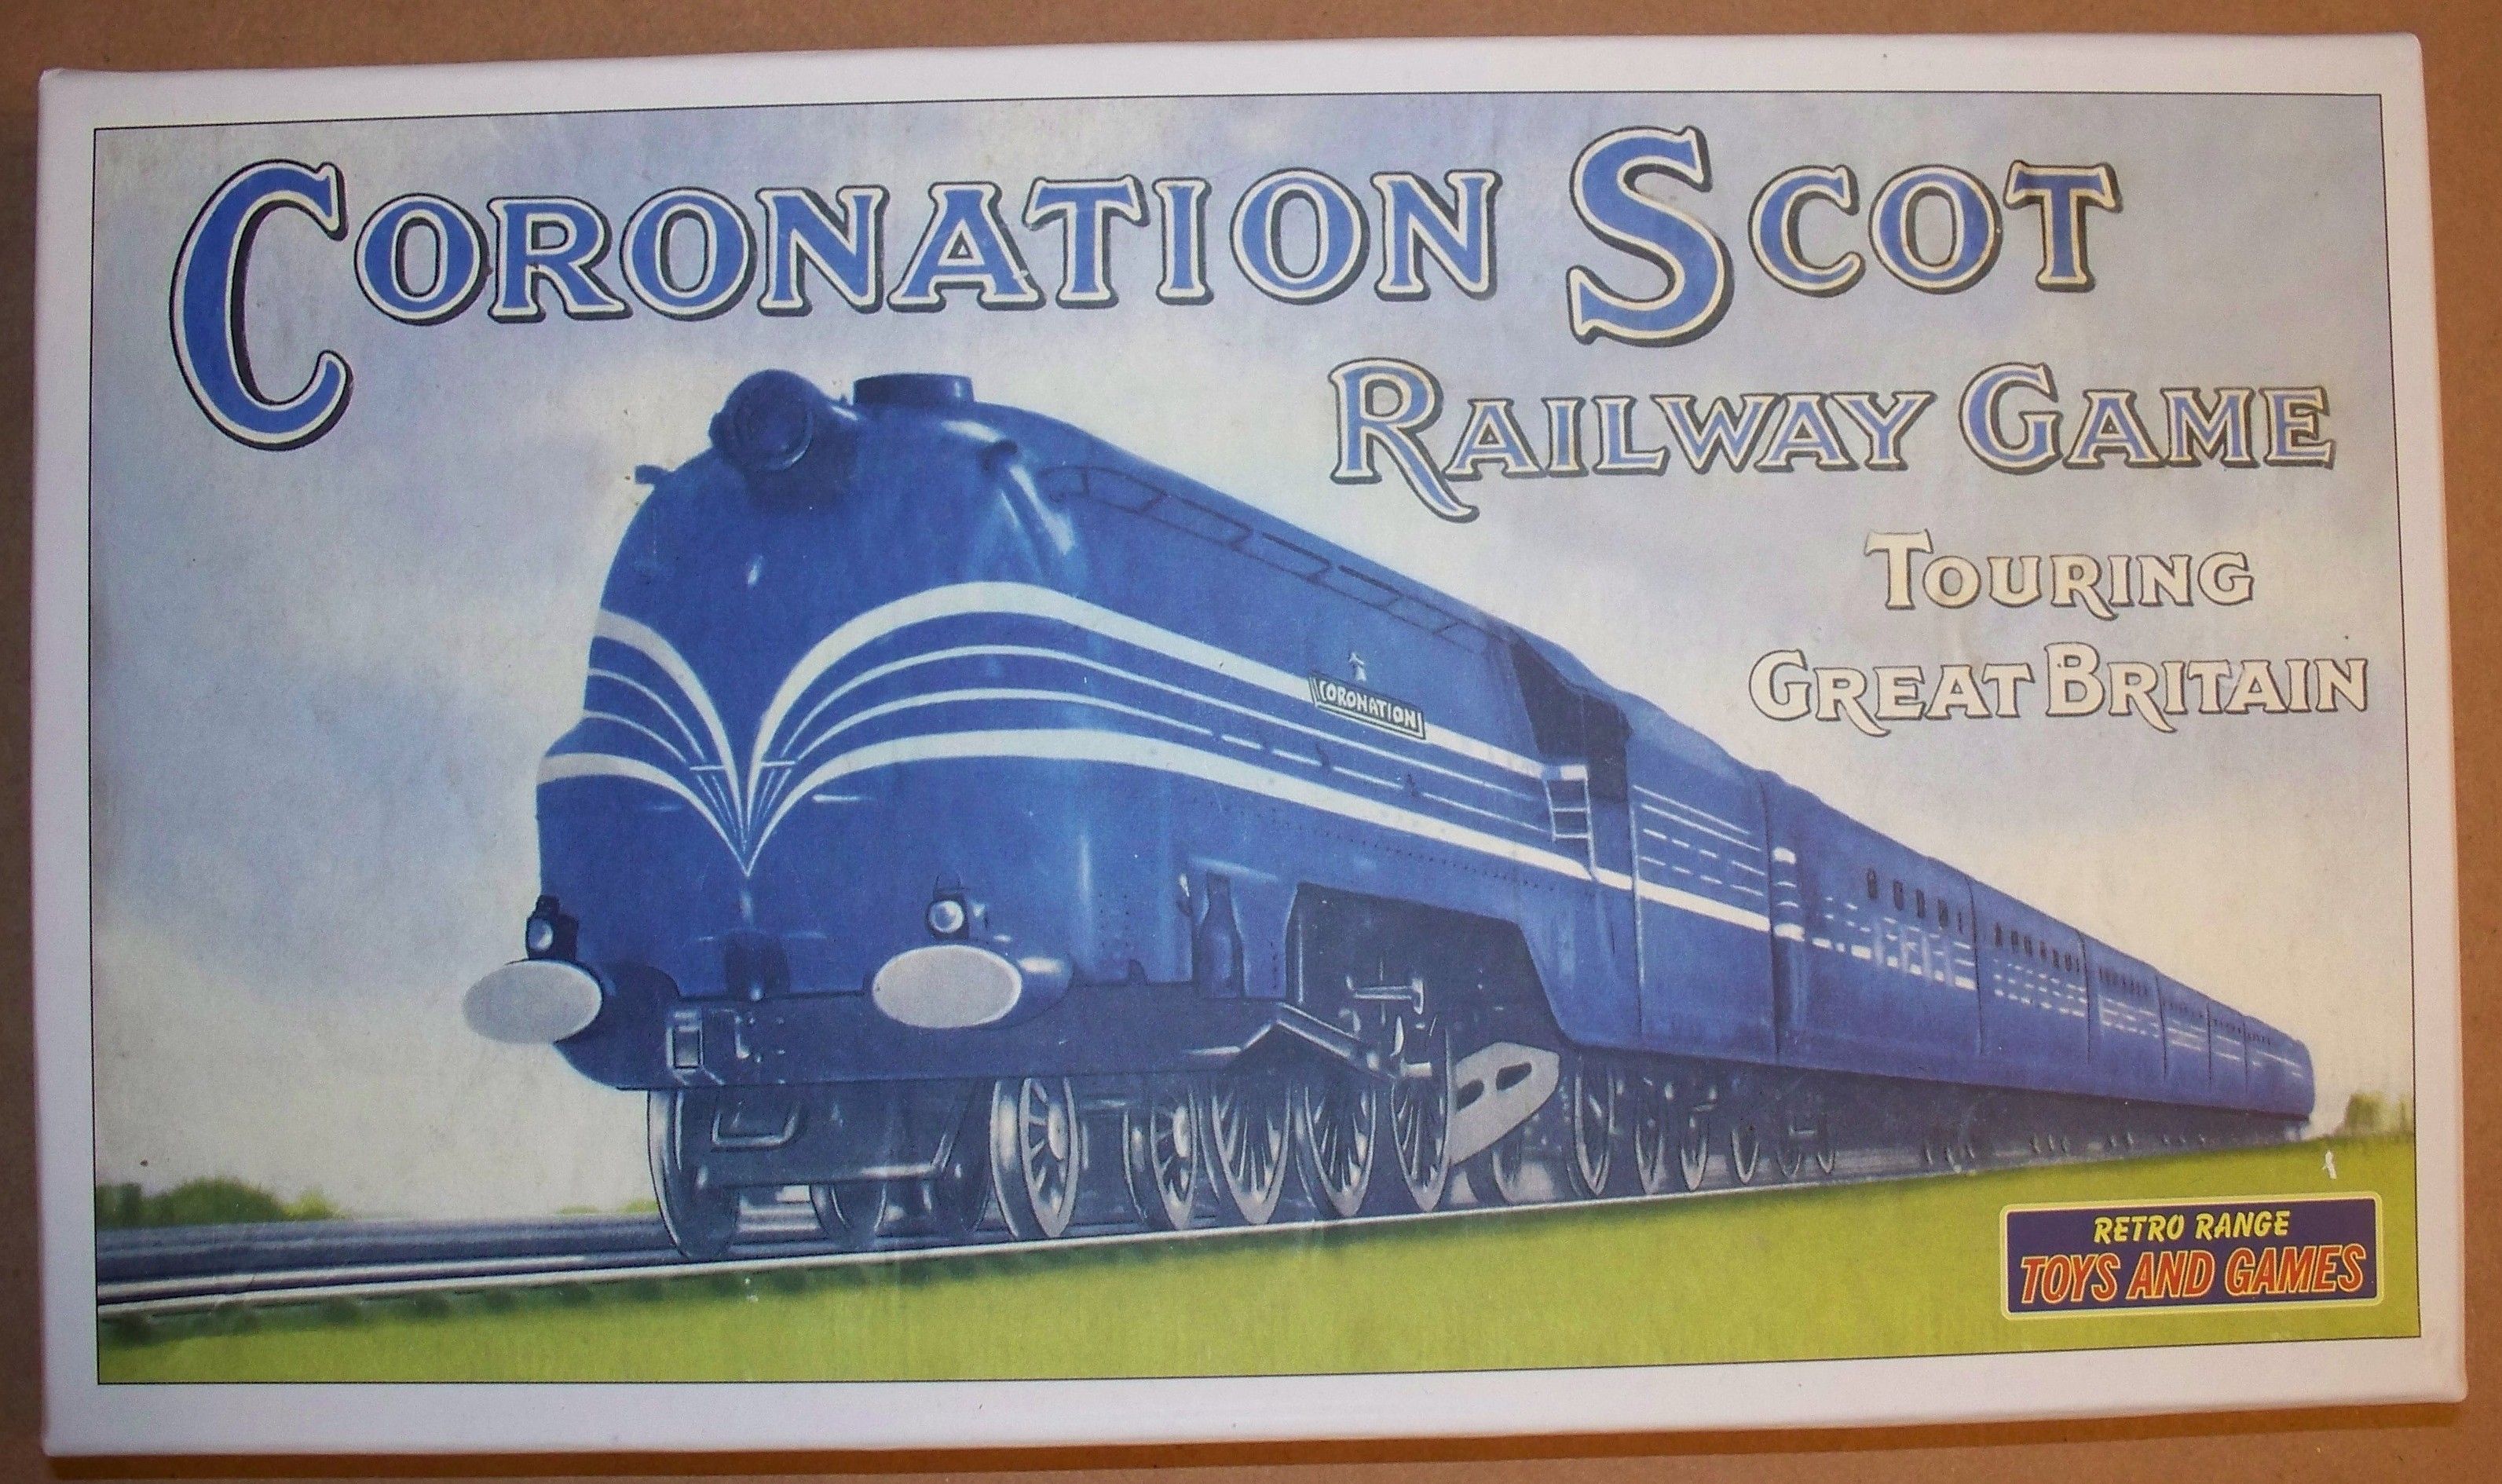 CORONATION SCOT
RAILWAY GAME
TOURING
GREAT BRITAIN
CORONATION
RETRO RANGE
TOYS AND GAMES